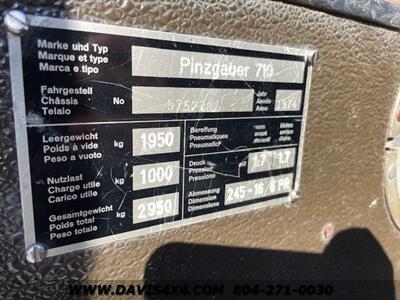 Marke und Typ
Marque et type
Marca e tipo
Pinzgauer 710
Fahrgestell
Châssis No
Telaio
Jahr
Année
Anno
1974
Leergewicht
Poids à vide kg 1950
Peso a vuoto
Nutzlast
Charge utile kg 1000
Carico utile
Gesamtgewicht
Poids total kg 2950
Peso totale
Bereifung
Pneumatiques
Pneumatici
vorn
avant
davanti
hinten
arrière
Druck
Pression
Pressione
1.7 1.7
Abmessung
Dimension
Dimensione
245-16/6 PR
WWW.DAVIS4X4.COM 804-271-0030